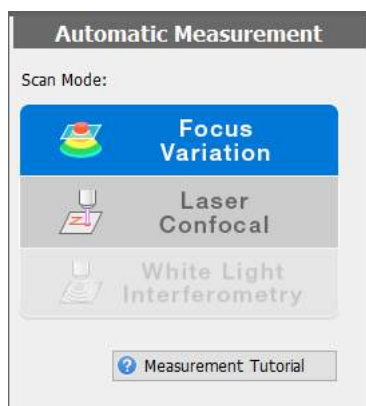 Automatic Measurement
Scan Mode:
Focus
Variation
Laser
Confocal
White Light
Interferometry
Measurement Tutorial